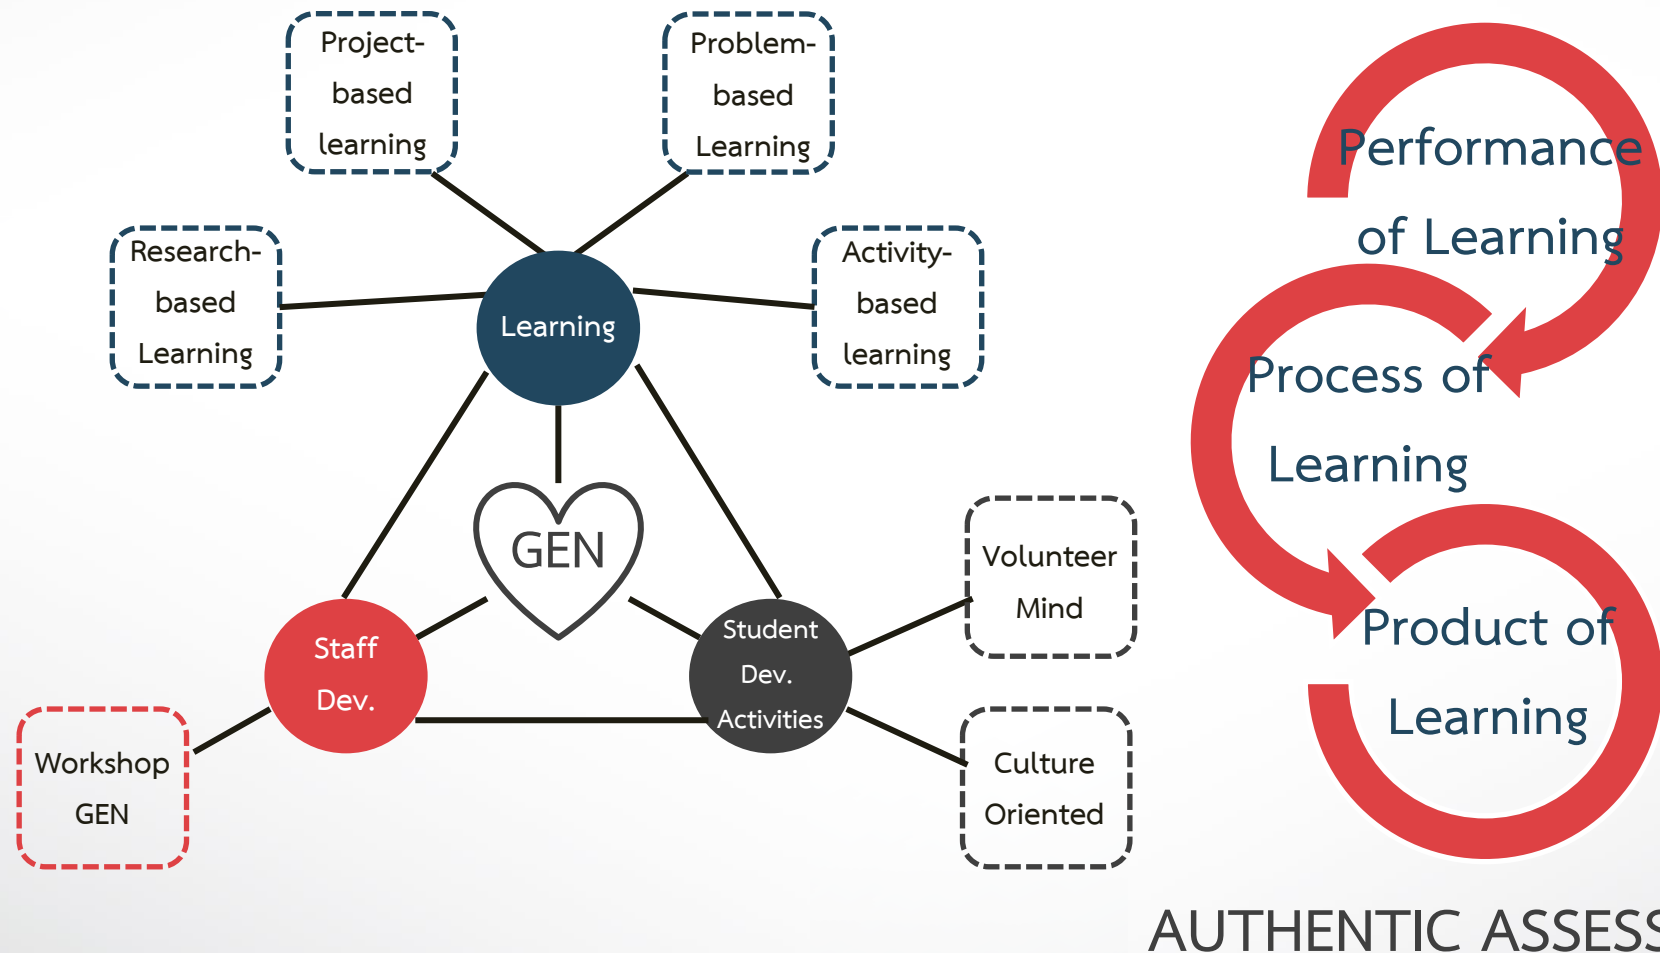 Project-
based
learning
Problem-
based
Learning
Research-
based
Learning
Activity-
based
learning
Learning
GEN
Staff
Dev.
Student
Dev.
Activities
Workshop
GEN
Volunteer
Mind
Culture
Oriented
Performance
of Learning
Process of
Learning
Product of
Learning
AUTHENTIC ASSESS